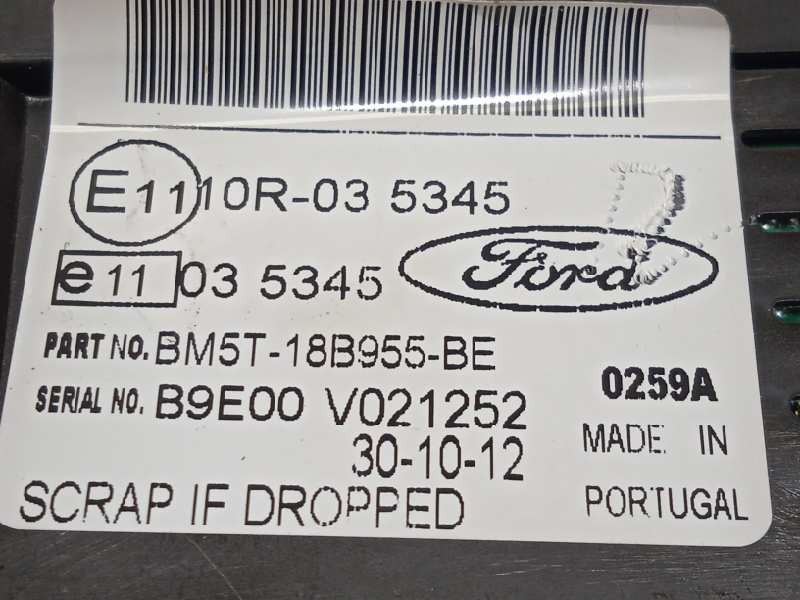 E11 10R-03 5345
e11 03 5345 Ford
PART NO. BM5T-18B955-BE
0259A
SERIAL NO. B9E00 V021252
30-10-12
MADE IN
PORTUGAL
SCRAP IF DROPPED